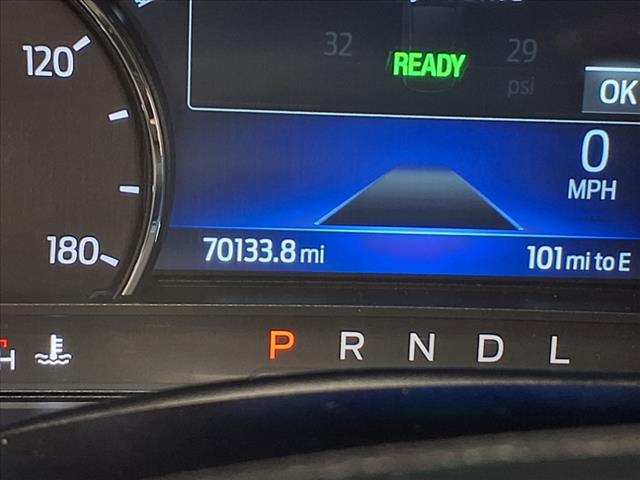 120
180
32
29
psi
READY
OK
0
MPH
70133.8 mi
101 mi to E
H
P R N D L